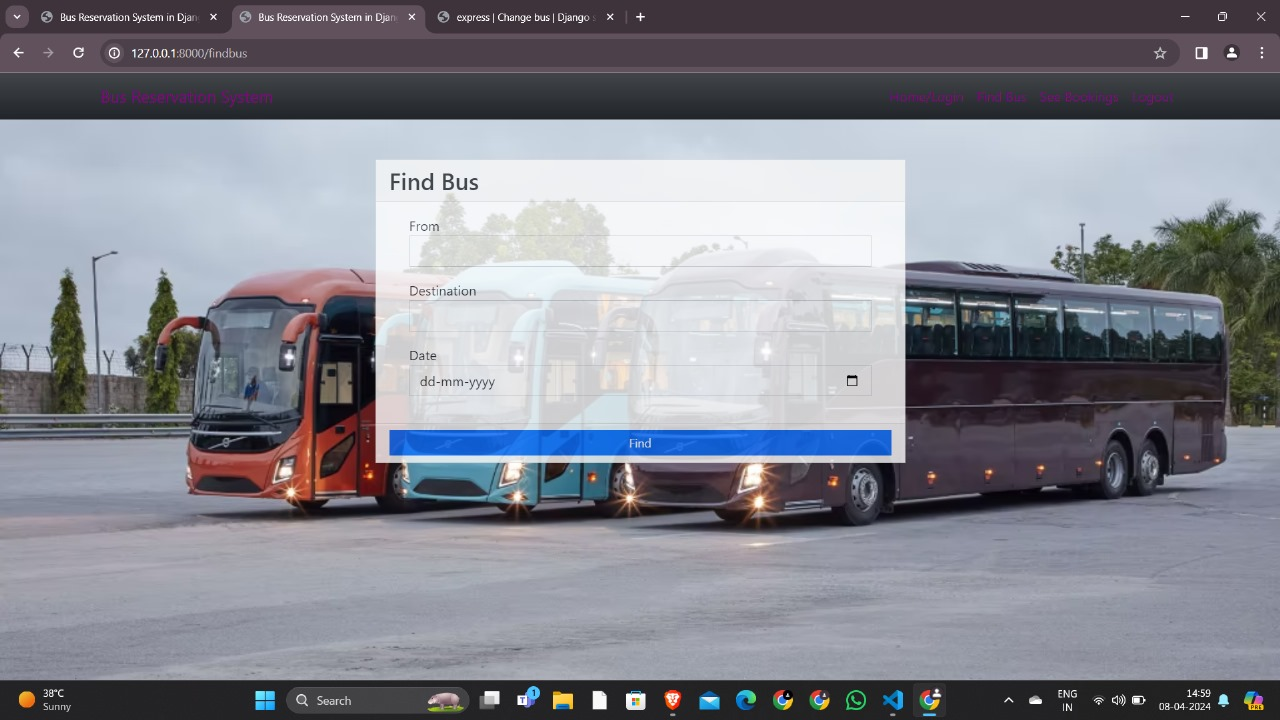 Bus Reservation System in Djan
Bus Reservation System in Djan
express | Change bus | Django s
127.0.0.1:8000/findbus
Bus Reservation System
Home/Login Find Bus See Bookings Logout
Find Bus
From
Destination
Date
dd-mm-yyyy
Find
38°C
Sunny
Search
1
ENG
IN
14:59
08-04-2024
PRE